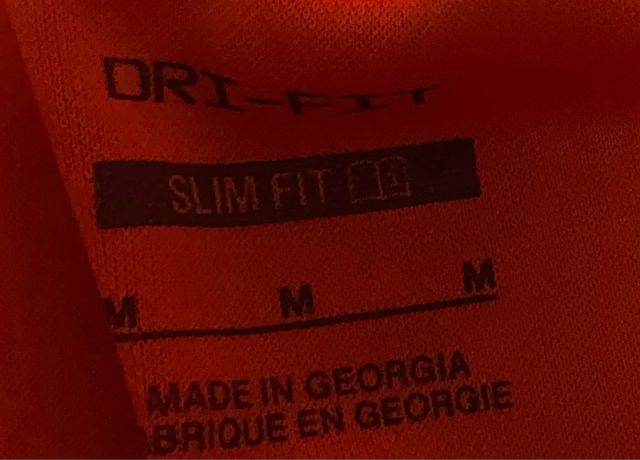 DRI-FIT
SLIM FIT
M M M
MADE IN GEORGIA
BRIQUE EN GEORGIE